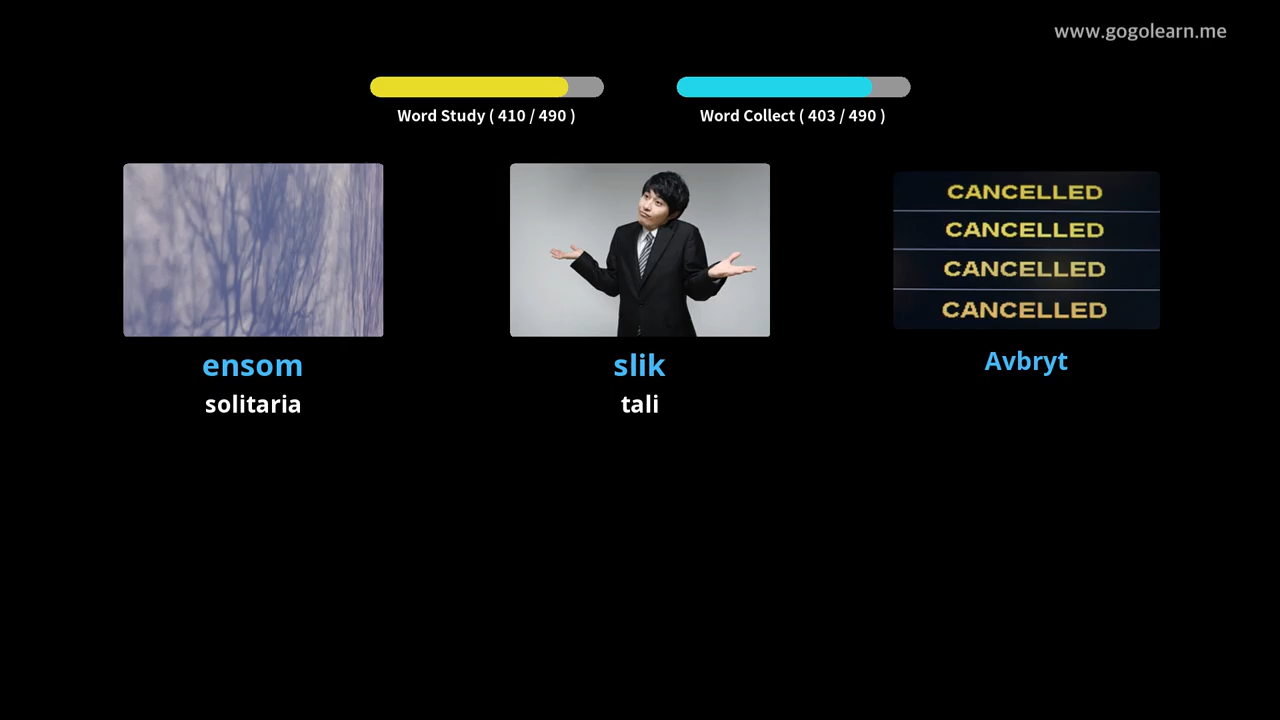 www.gogolearn.me
Word Study ( 410 / 490 )
Word Collect ( 403 / 490 )
CANCELLED
CANCELLED
CANCELLED
CANCELLED
ensom
solitaria
slik
tali
Avbryt